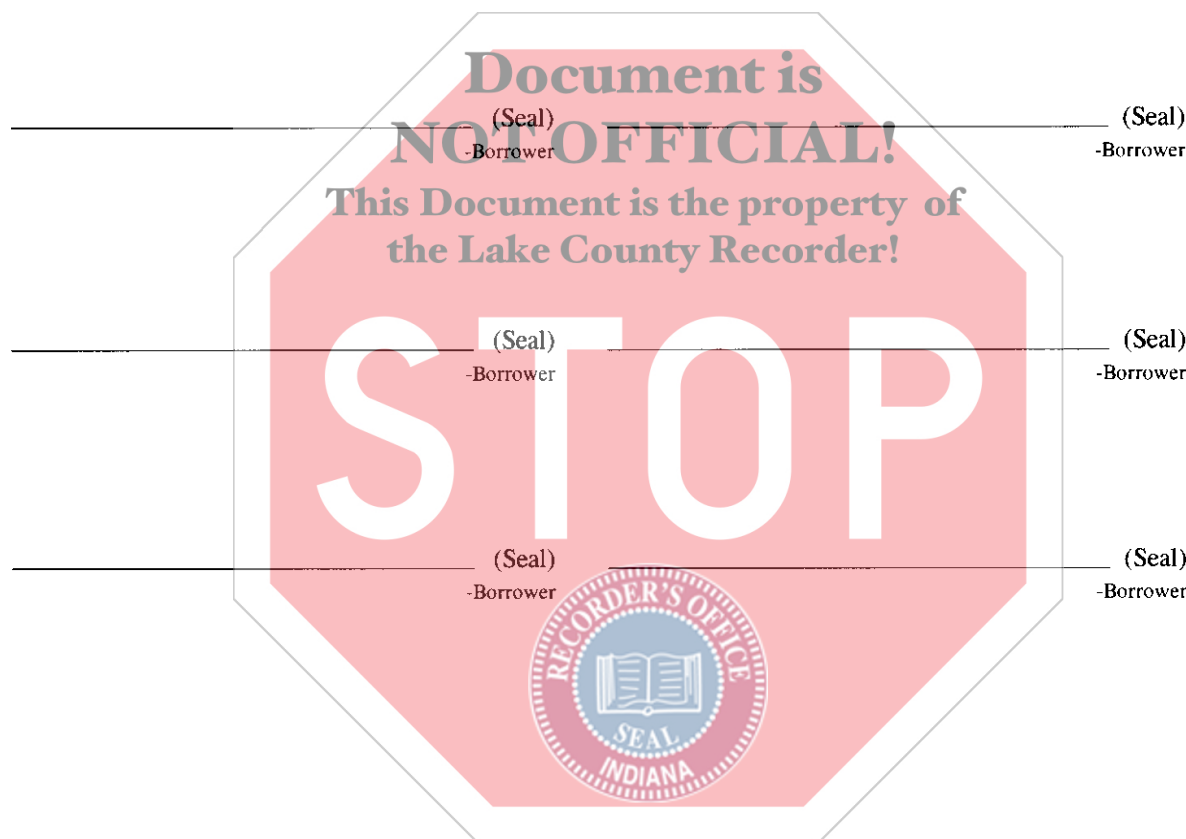 Document is
(Seal) (Seal)
NOT OFFICIAL!
-Borrower -Borrower
This Document is the property of
the Lake County Recorder!
(Seal) (Seal)
-Borrower -Borrower
STOP
(Seal) (Seal)
-Borrower -Borrower
RECORDER'S OFFICE
SEAL
INDIANA